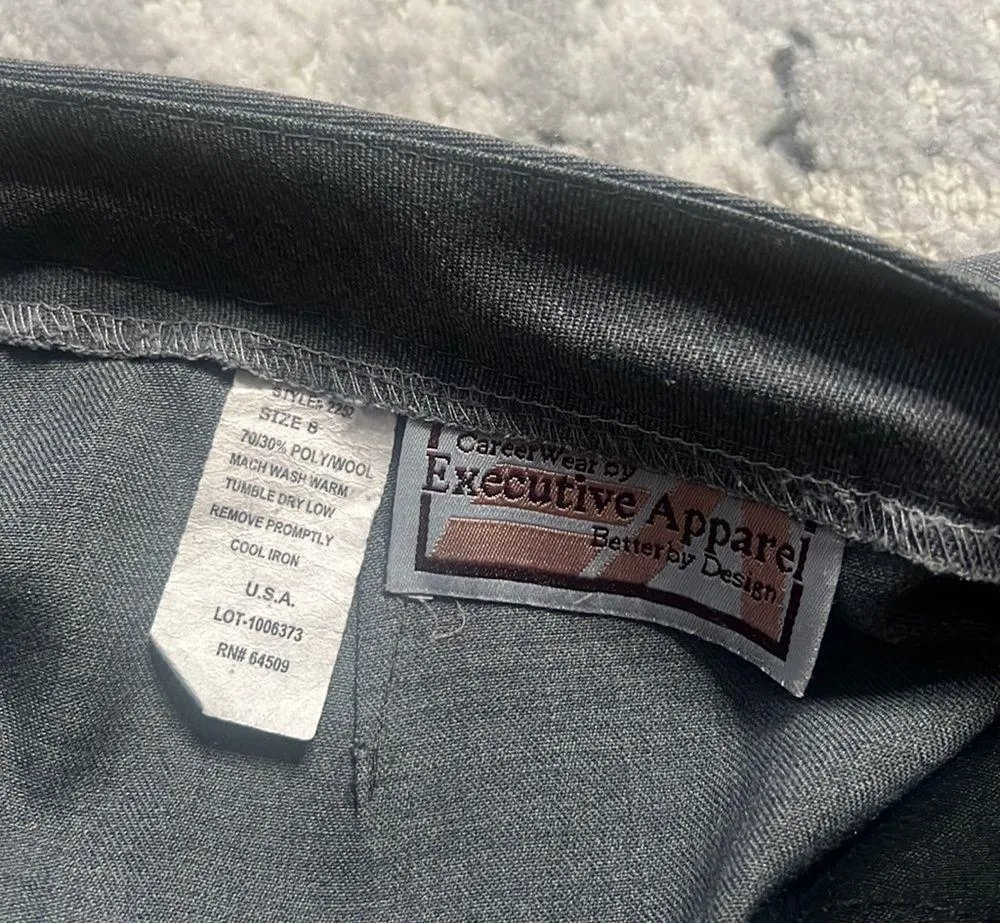 STYLE# 2252
SIZE 8
70/30% POLY/WOOL
MACH WASH WARM
TUMBLE DRY LOW
REMOVE PROMPTLY
COOL IRON
U.S.A.
LOT-1006373
RN# 64509
CareerWear by
Executive Apparel
Better by Design